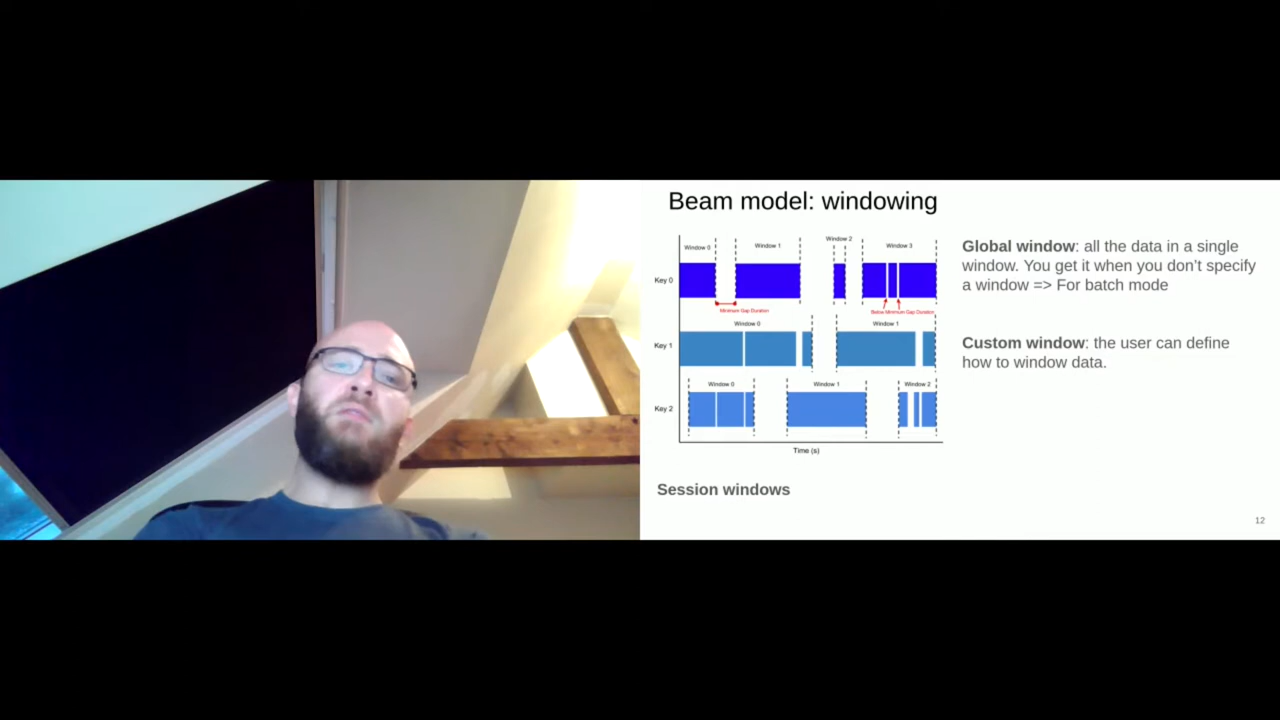 Beam model: windowing
Window 0
Window 1
Window 2
Window 3
Key 0
Minimum Gap Duration
Below Minimum Gap Duration
Window 0
Window 1
Key 1
Window 0
Window 1
Window 2
Key 2
Time (s)
Session windows
Global window: all the data in a single
window. You get it when you don't specify
a window => For batch mode
Custom window: the user can define
how to window data.
12